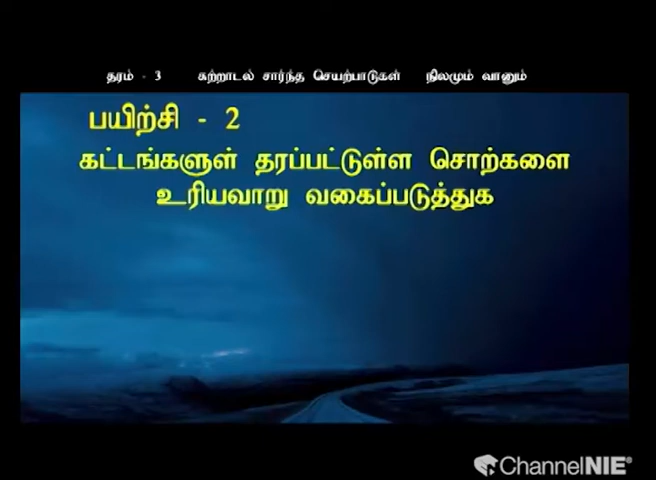 தரம் - 3 கற்றாடல் சார்ந்த செயற்பாடுகள் நிலமும் வானும்
பயிற்சி - 2
கட்டங்களுள் தரப்பட்டுள்ள சொற்களை
உரியவாறு வகைப்படுத்துக
ChannelNIE®